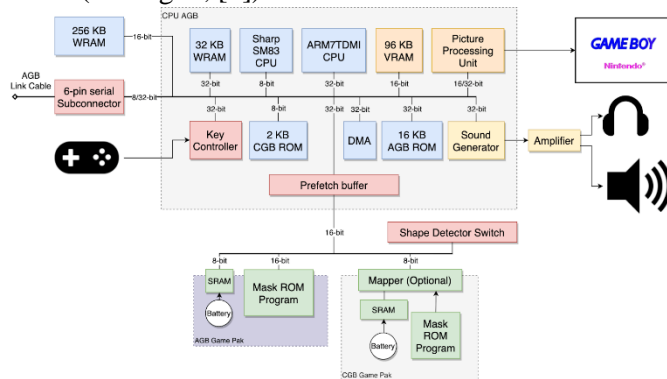 CPU AGB
256 KB
WRAM
16-bit
32 KB
WRAM
Sharp
SM83
CPU
ARM7TDMI
CPU
96 KB
VRAM
Picture
Processing
Unit
GAME BOY
Nintendo®
32-bit
8-bit
32-bit
16-bit
16/32-bit
AGB
Link Cable
6-pin serial
Subconnector
8/32-bit
32-bit
8-bit
32-bit
32-bit
16-bit
32-bit
Key
Controller
2 KB
CGB ROM
DMA
16 KB
AGB ROM
Sound
Generator
Amplifier
Prefetch buffer
16-bit
Shape Detector Switch
8-bit
16-bit
8-bit
SRAM
Battery
Mask ROM
Program
AGB Game Pak
Mapper (Optional)
SRAM
Battery
Mask ROM
Program
CGB Game Pak